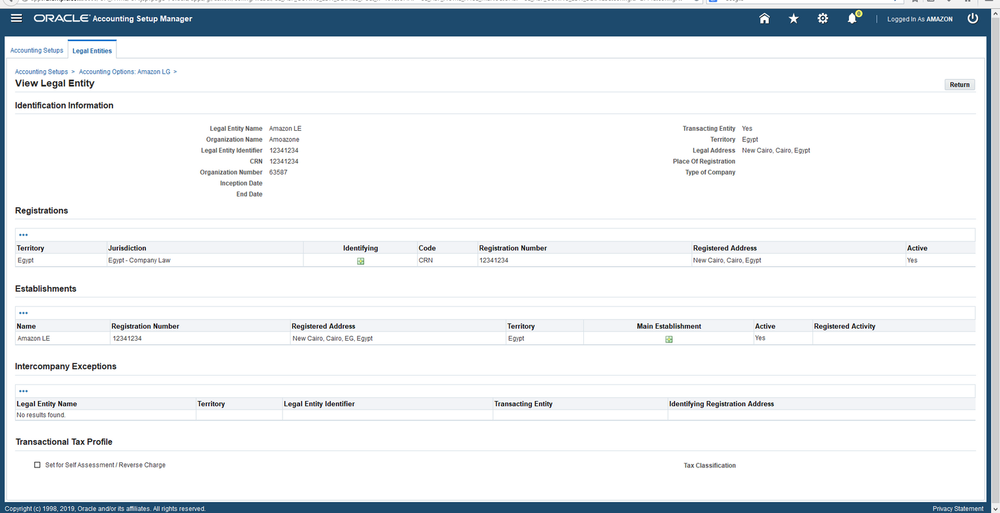 ORACLE® Accounting Setup Manager
0
Logged In As AMAZON
Accounting Setups
Legal Entities
Accounting Setups > Accounting Options: Amazon LG >
View Legal Entity
Return
Identification Information
Legal Entity Name Amazon LE
Organization Name Amoazone
Legal Entity Identifier 12341234
CRN 12341234
Organization Number 63587
Inception Date
End Date
Transacting Entity Yes
Territory Egypt
Legal Address New Cairo, Cairo, Egypt
Place Of Registration
Type of Company
Registrations
Territory Jurisdiction Identifying Code Registration Number Registered Address Active
Egypt Egypt - Company Law CRN 12341234 New Cairo, Cairo, Egypt Yes
Establishments
Name Registration Number Registered Address Territory Main Establishment Active Registered Activity
Amazon LE 12341234 New Cairo, Cairo, EG, Egypt Egypt Yes
Intercompany Exceptions
Legal Entity Name Territory Legal Entity Identifier Transacting Entity Identifying Registration Address
No results found.
Transactional Tax Profile
Set for Self Assessment / Reverse Charge
Tax Classification
Copyright (c) 1998, 2019, Oracle and/or its affiliates. All rights reserved.
Privacy Statement